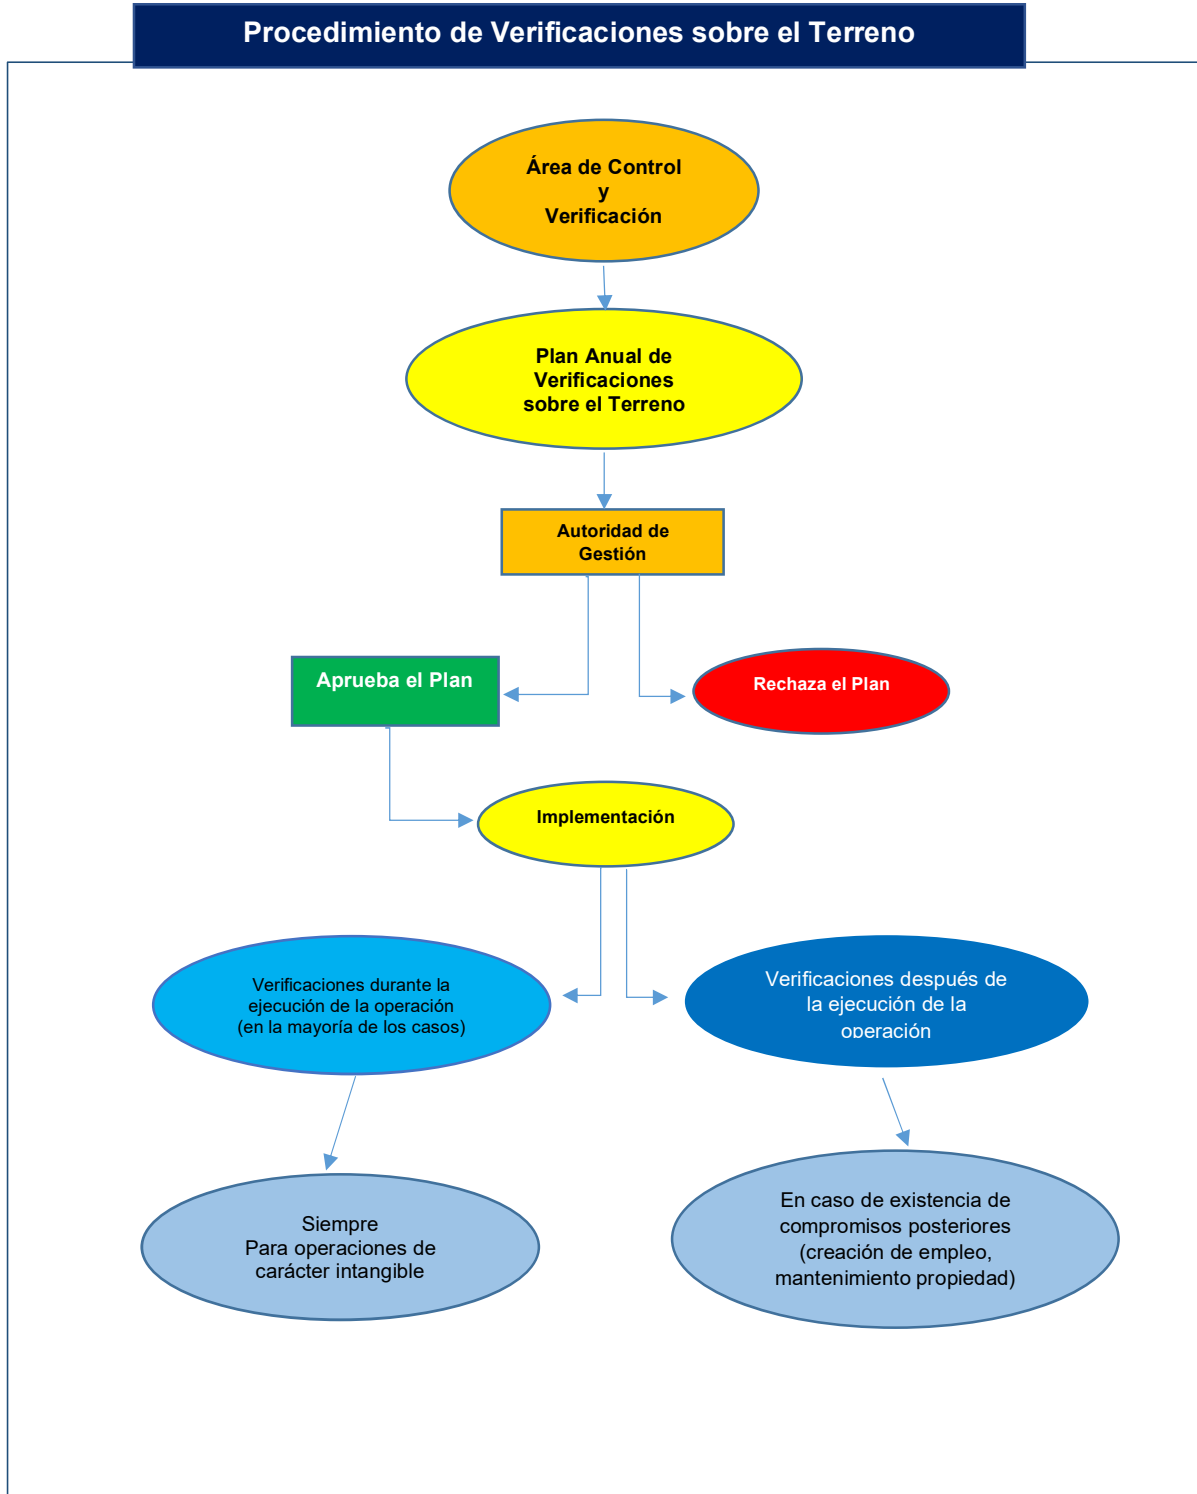 Procedimiento de Verificaciones sobre el Terreno
Área de Control
y
Verificación
Plan Anual de
Verificaciones
sobre el Terreno
Autoridad de
Gestión
Aprueba el Plan
Rechaza el Plan
Implementación
Verificaciones durante la
ejecución de la operación
(en la mayoría de los casos)
Verificaciones después de
la ejecución de la
operación
Siempre
Para operaciones de
carácter intangible
En caso de existencia de
compromisos posteriores
(creación de empleo,
mantenimiento propiedad)